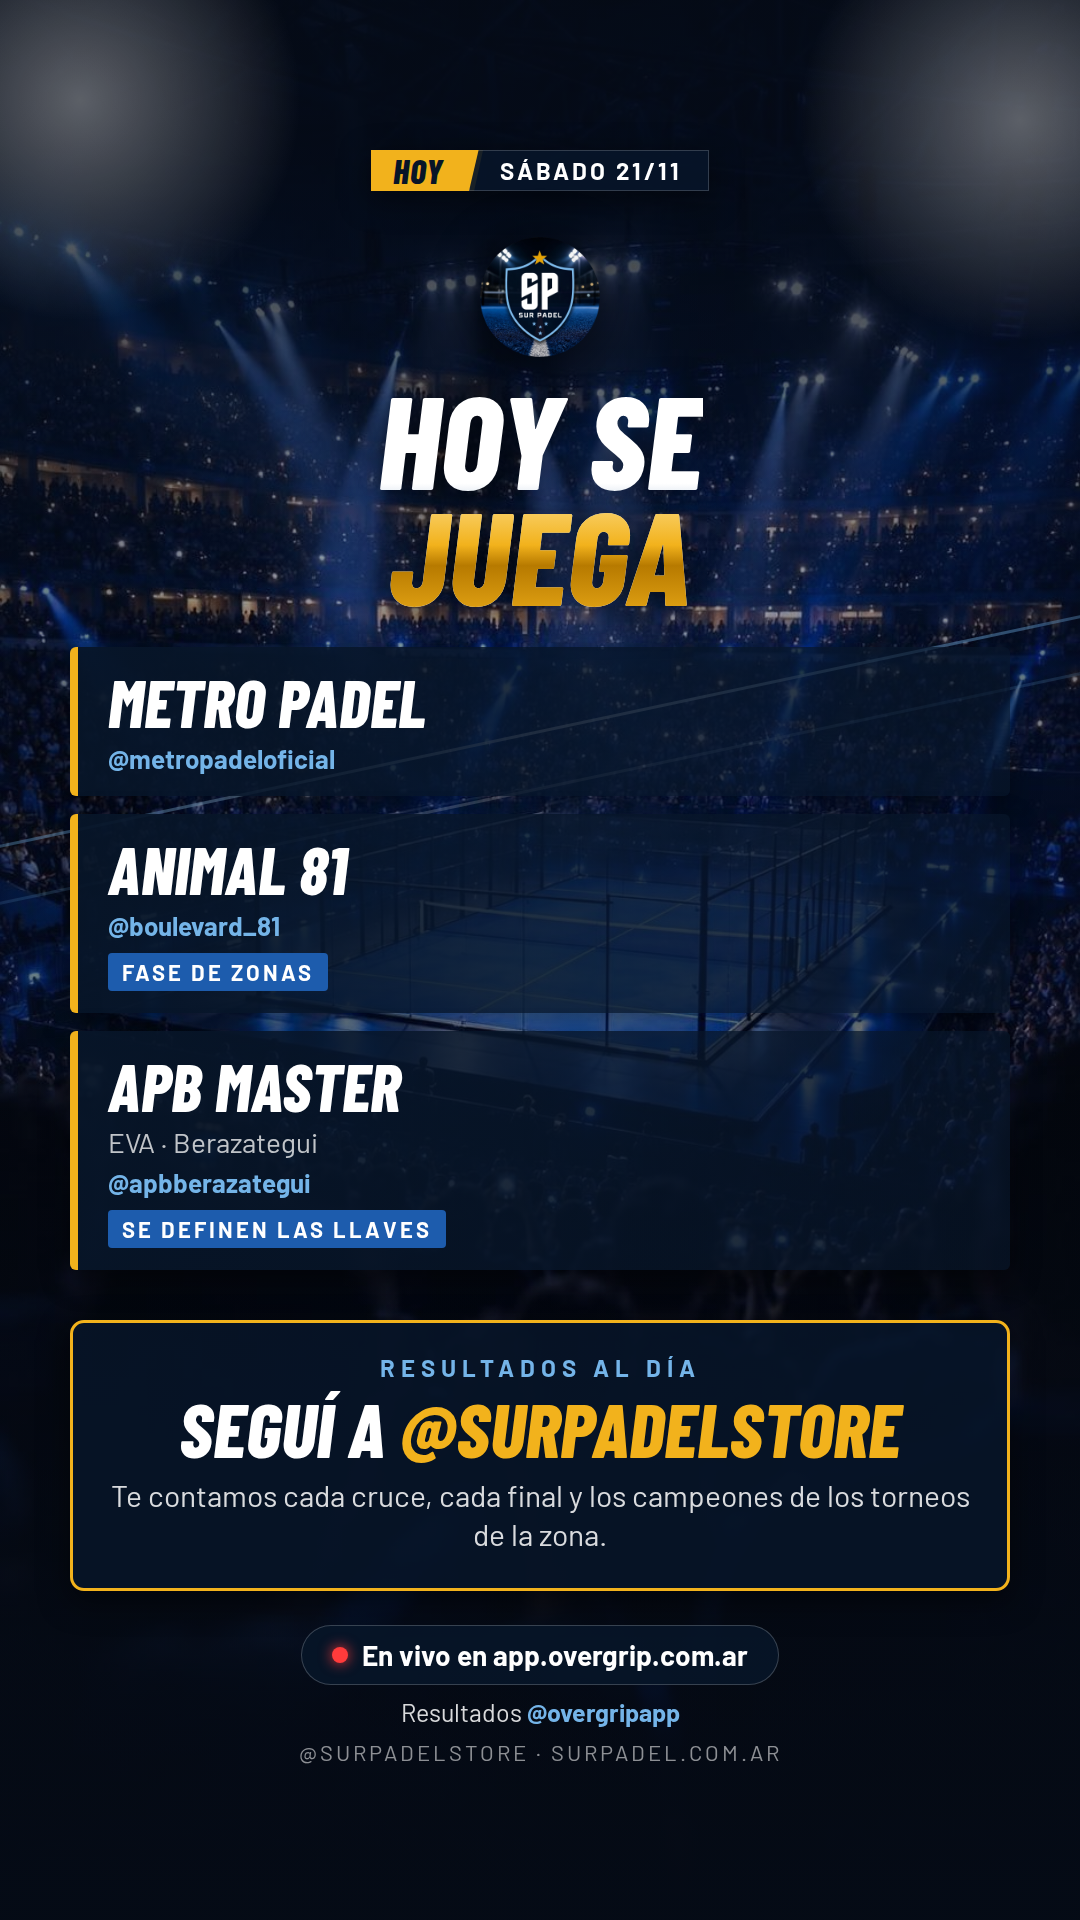 HOY SÁBADO 21/11
SP
SUR PADEL
HOY SE
JUEGA
METRO PADEL
@metropadeloficial
ANIMAL 81
@boulevard_81
FASE DE ZONAS
APB MASTER
EVA · Berazategui
@apbberazategui
SE DEFINEN LAS LLAVES
RESULTADOS AL DÍA
SEGUÍ A @SURPADELSTORE
Te contamos cada cruce, cada final y los campeones de los torneos
de la zona.
En vivo en app.overgrip.com.ar
Resultados @overgripapp
@SURPADELSTORE · SURPADEL.COM.AR